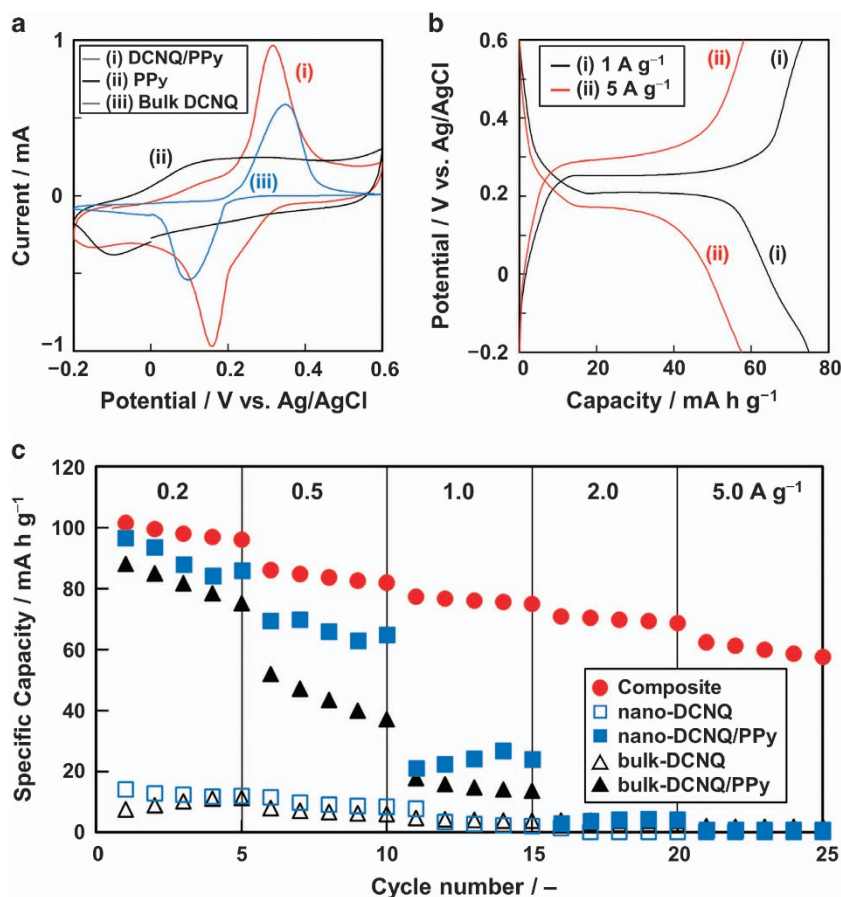 a
1
(i) DCNQ/PPy
(ii) PPy
(iii) Bulk DCNQ
(i)
(ii)
(iii)
0
−1
Current / mA
−0.2 0 0.2 0.4 0.6
Potential / V vs. Ag/AgCl
b
0.6
(i) 1 A g⁻¹
(ii) 5 A g⁻¹
(ii)
(i)
0.4
0.2
0
−0.2
(ii)
(i)
Potential / V vs. Ag/AgCl
0 20 40 60 80
Capacity / mA h g⁻¹
c
120
100
80
60
40
20
0
Specific Capacity / mA h g⁻¹
0.2 0.5 1.0 2.0 5.0 A g⁻¹
Composite
nano-DCNQ
nano-DCNQ/PPy
bulk-DCNQ
bulk-DCNQ/PPy
0 5 10 15 20 25
Cycle number / –